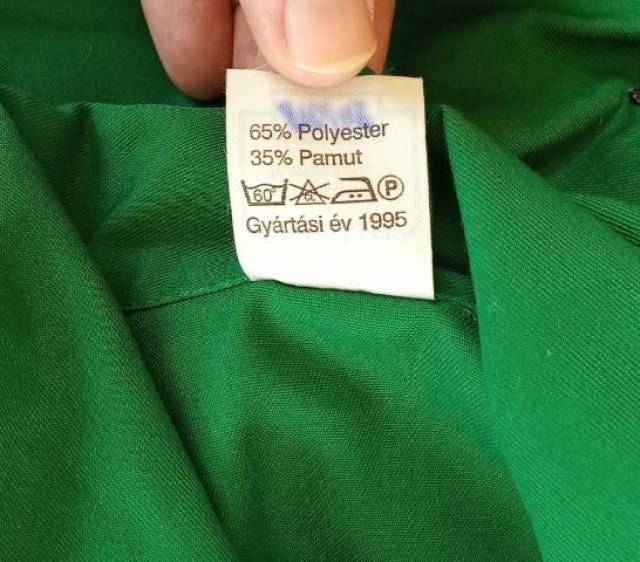 65% Polyester
35% Pamut
60° P
Gyártási év 1995